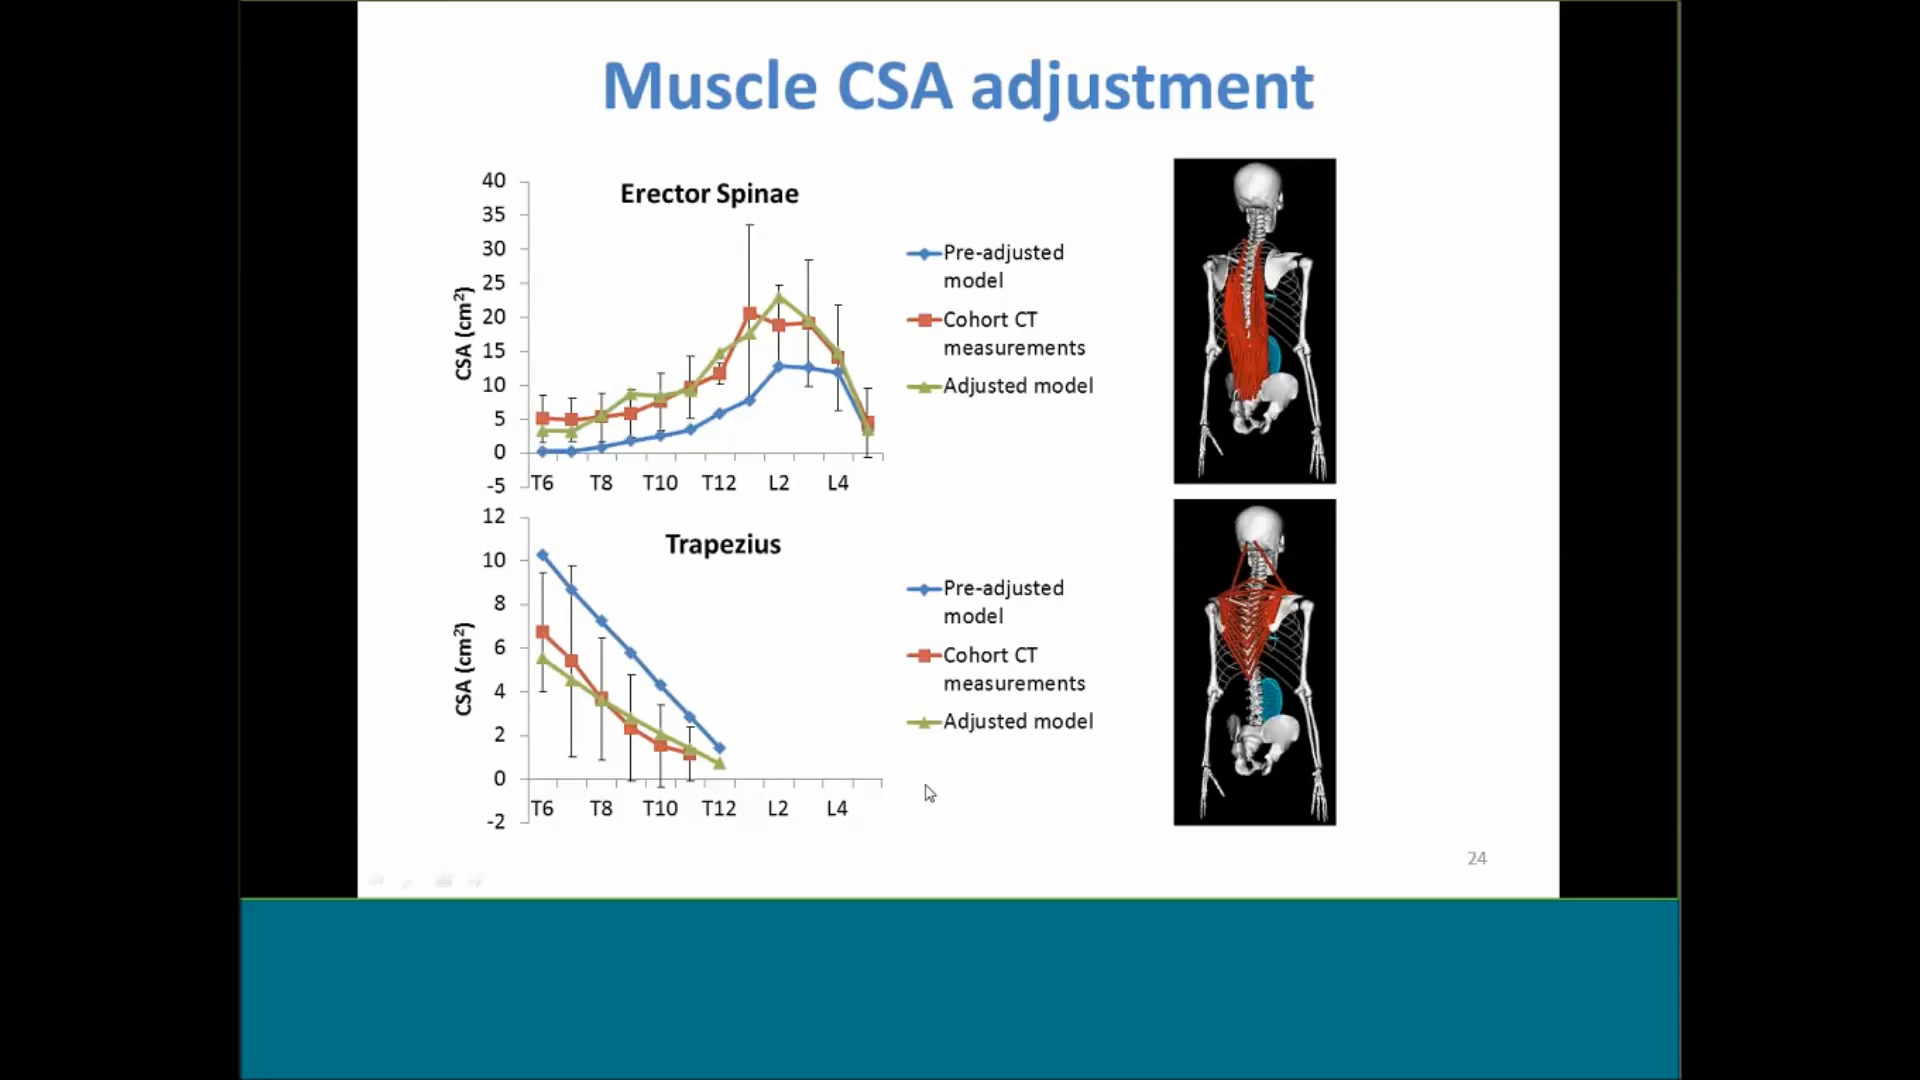 Muscle CSA adjustment
Erector Spinae
40
35
30
25
20
15
10
5
0
-5
CSA (cm²)
T6 T8 T10 T12 L2 L4
Pre-adjusted
model
Cohort CT
measurements
Adjusted model
Trapezius
12
10
8
6
4
2
0
-2
CSA (cm²)
T6 T8 T10 T12 L2 L4
Pre-adjusted
model
Cohort CT
measurements
Adjusted model
24